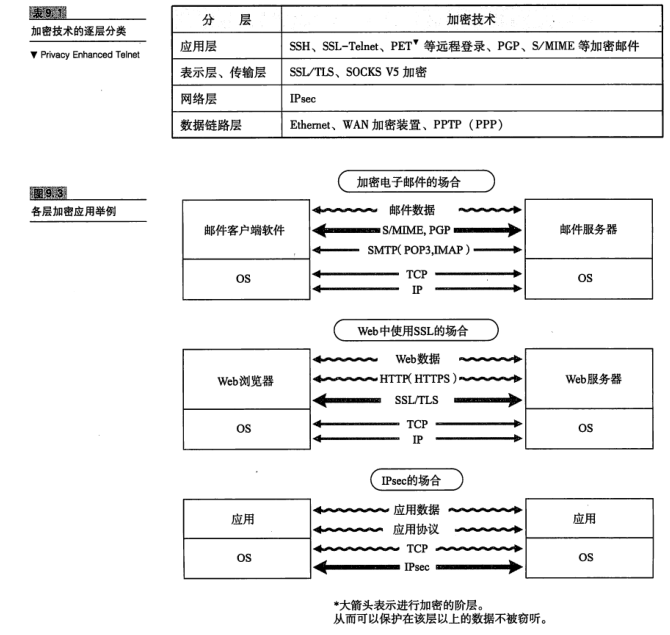 表9.1
加密技术的逐层分类
▼ Privacy Enhanced Telnet
分 层 加密技术
应用层 SSH、SSL-Telnet、PET▼ 等远程登录、PGP、S/MIME 等加密邮件
表示层、传输层 SSL/TLS、SOCKS V5 加密
网络层 IPsec
数据链路层 Ethernet、WAN 加密装置、PPTP（PPP）
图9.3
各层加密应用举例
加密电子邮件的场合
邮件客户端软件
OS
邮件数据
S/MIME, PGP
SMTP( POP3,IMAP )
TCP
IP
邮件服务器
OS
Web中使用SSL的场合
Web浏览器
OS
Web数据
HTTP( HTTPS )
SSL/TLS
TCP
IP
Web服务器
OS
IPsec的场合
应用
OS
应用数据
应用协议
TCP
IPsec
应用
OS
*大箭头表示进行加密的阶层。
从而可以保护在该层以上的数据不被窃听。